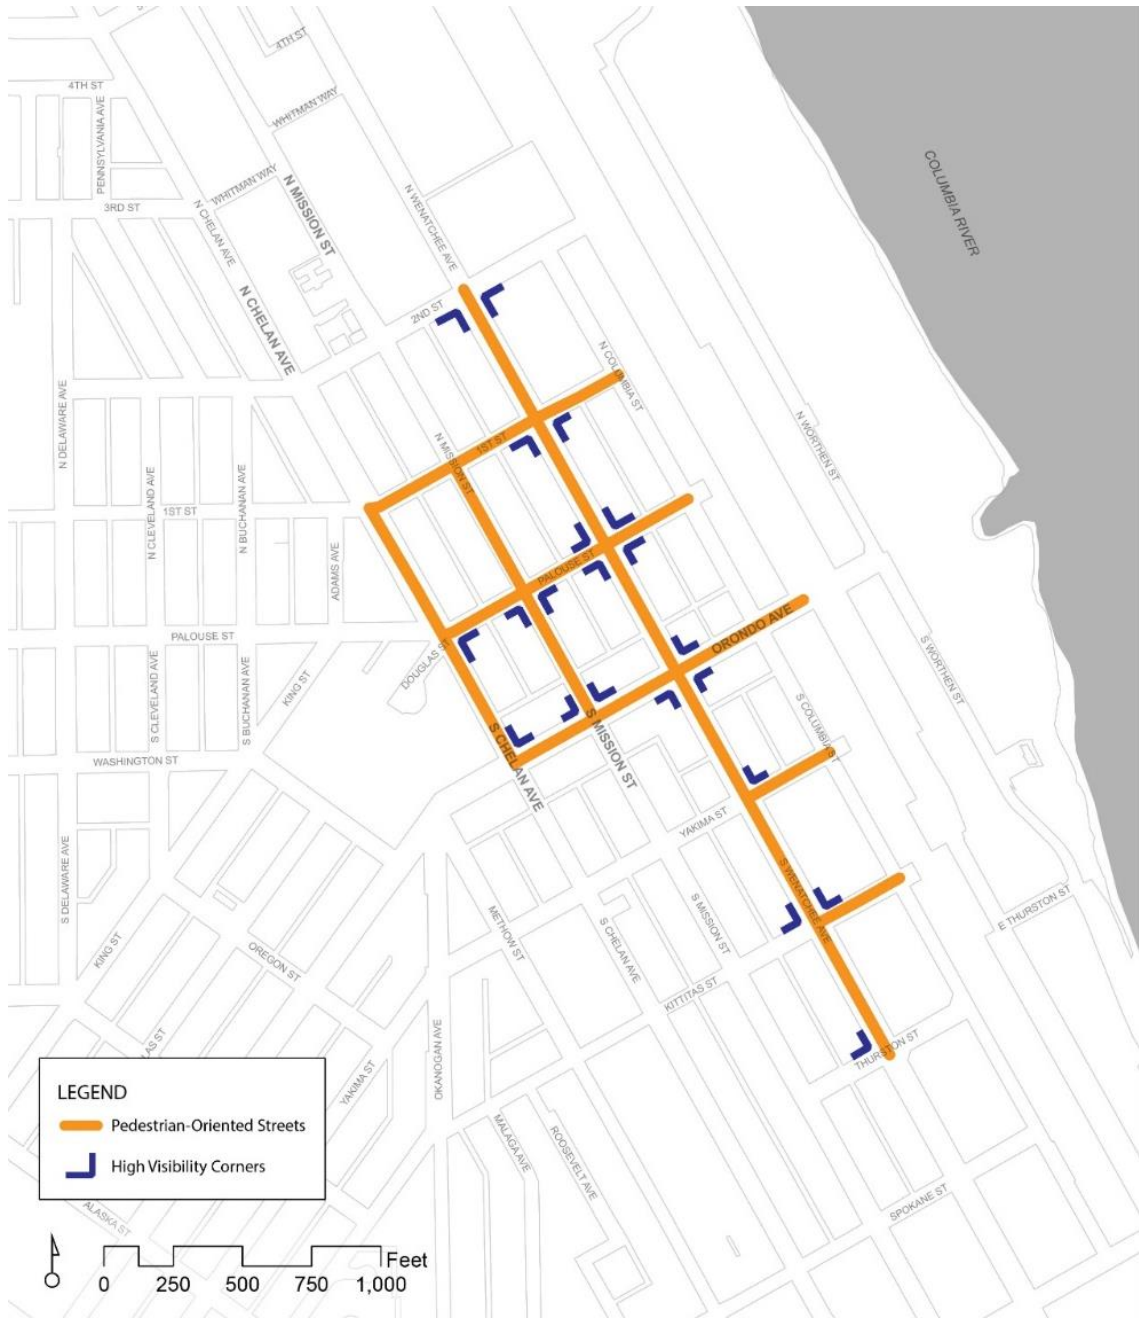 4TH ST
4TH ST
PENNSYLVANIA AVE
WHITMAN WAY
WHITMAN WAY
3RD ST
N CHELAN AVE
N MISSION ST
N WENATCHEE AVE
COLUMBIA RIVER
N CHELAN AVE
2ND ST
N COLUMBIA ST
N DELAWARE AVE
N WORTHEN ST
N MISSION ST
1ST ST
N CLEVELAND AVE
N BUCHANAN AVE
1ST ST
ADAMS AVE
PALOUSE ST
PALOUSE ST
DOUGLAS ST
ORONDO AVE
S WORTHEN ST
KING ST
S CLEVELAND AVE
S BUCHANAN AVE
S COLUMBIA ST
S CHELAN AVE
S MISSION ST
WASHINGTON ST
YAKIMA ST
S DELAWARE AVE
S WENATCHEE AVE
METHOW ST
S CHELAN AVE
S MISSION ST
E THURSTON ST
KING ST
OREGON ST
KITTITAS ST
LAS ST
YAKIMA ST
OKANOGAN AVE
THURSTON ST
MALAGA AVE
ROOSEVELT AVE
SPOKANE ST
LEGEND
Pedestrian-Oriented Streets
High Visibility Corners
ALASKA ST
Feet
0 250 500 750 1,000